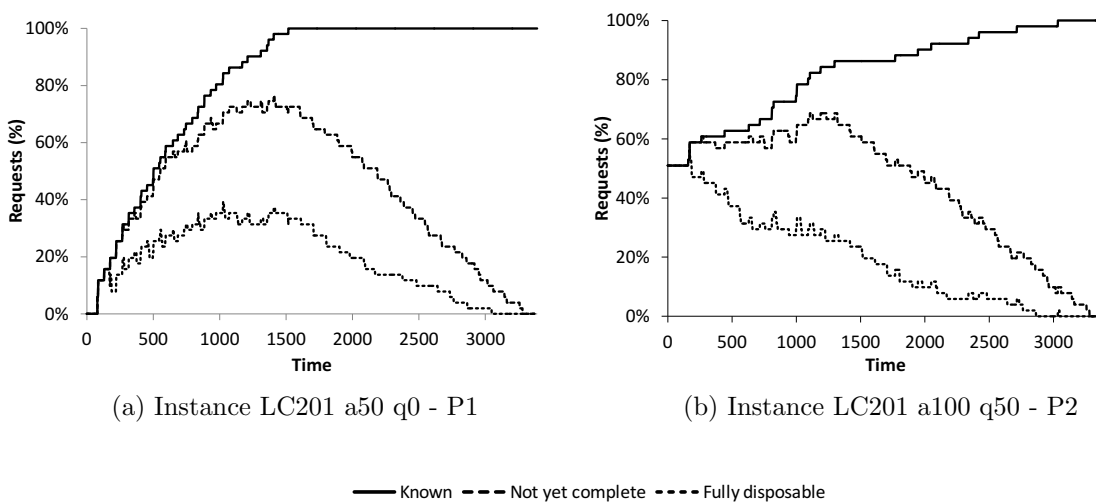 100%
80%
60%
40%
20%
0%
Requests (%)
0 500 1000 1500 2000 2500 3000
Time
(a) Instance LC201 a50 q0 - P1
100%
80%
60%
40%
20%
0%
Requests (%)
0 500 1000 1500 2000 2500 3000
Time
(b) Instance LC201 a100 q50 - P2
Known Not yet complete Fully disposable